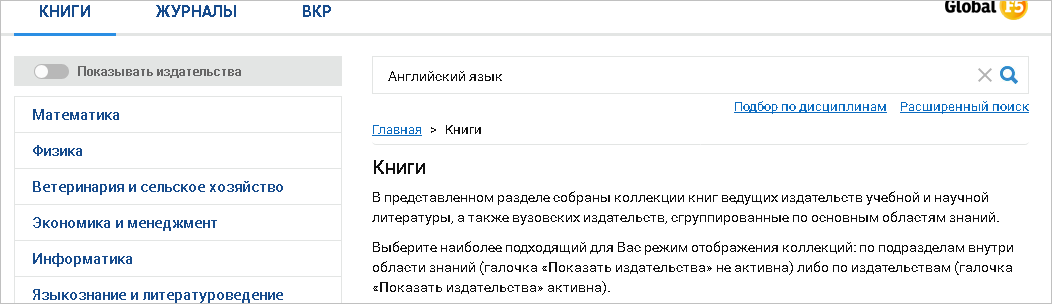 КНИГИ ЖУРНАЛЫ ВКР
Global F5
Показывать издательства
Математика
Физика
Ветеринария и сельское хозяйство
Экономика и менеджмент
Информатика
Языкознание и литературоведение
Английский язык
Подбор по дисциплинам Расширенный поиск
Главная > Книги
Книги
В представленном разделе собраны коллекции книг ведущих издательств учебной и научной
литературы, а также вузовских издательств, сгруппированные по основным областям знаний.
Выберите наиболее подходящий для Вас режим отображения коллекций: по подразделам внутри
области знаний (галочка «Показать издательства» не активна) либо по издательствам (галочка
«Показать издательства» активна).